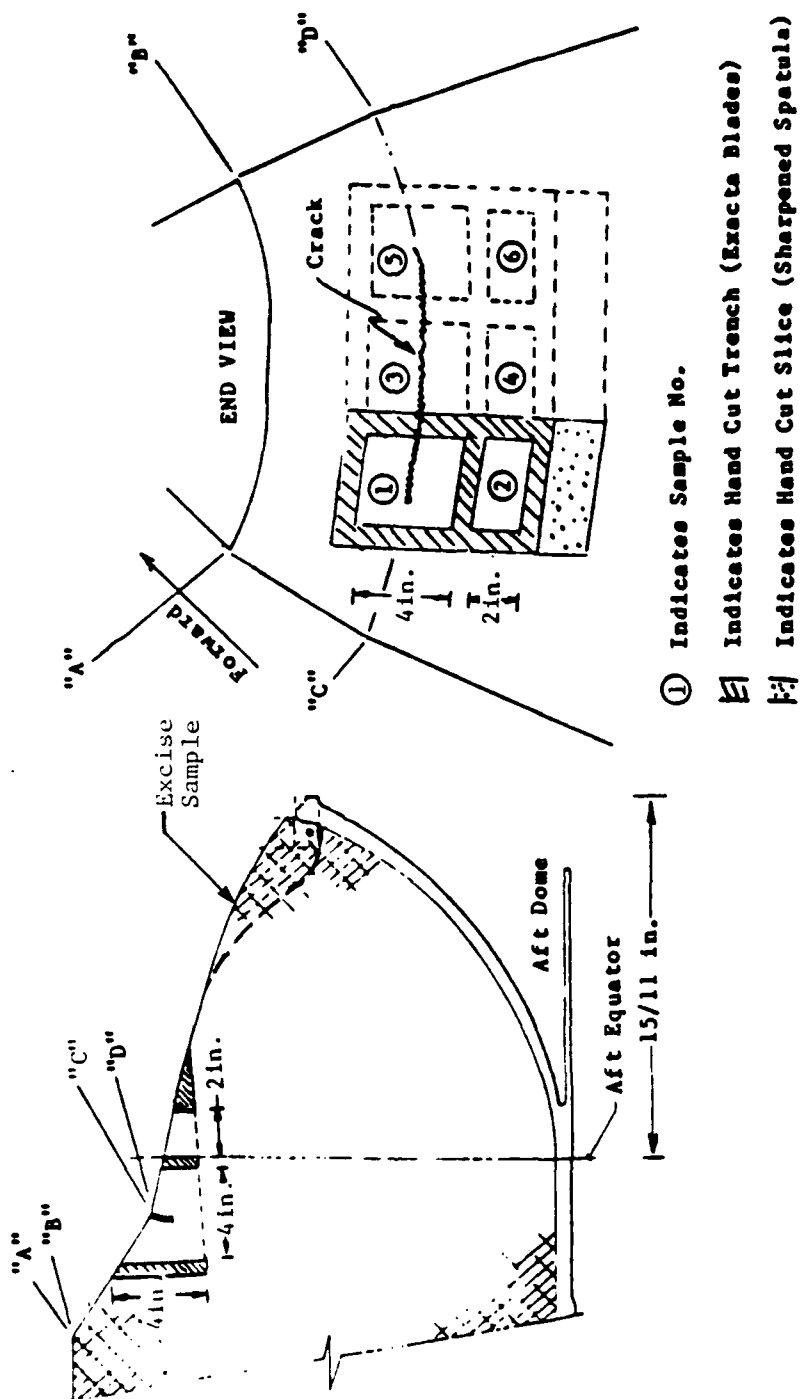 "A"
"B"
"C"
"D"
Excise
Sample
4in
4in.
2in.
Aft Dome
Aft Equator
15/11 in.
"A"
Forward
"B"
END VIEW
"C"
"D"
Crack
4in.
2in.
1
2
3
4
5
6
① Indicates Sample No.
Indicates Hand Cut Trench (Exacta Blades)
Indicates Hand Cut Slice (Sharpened Spatula)